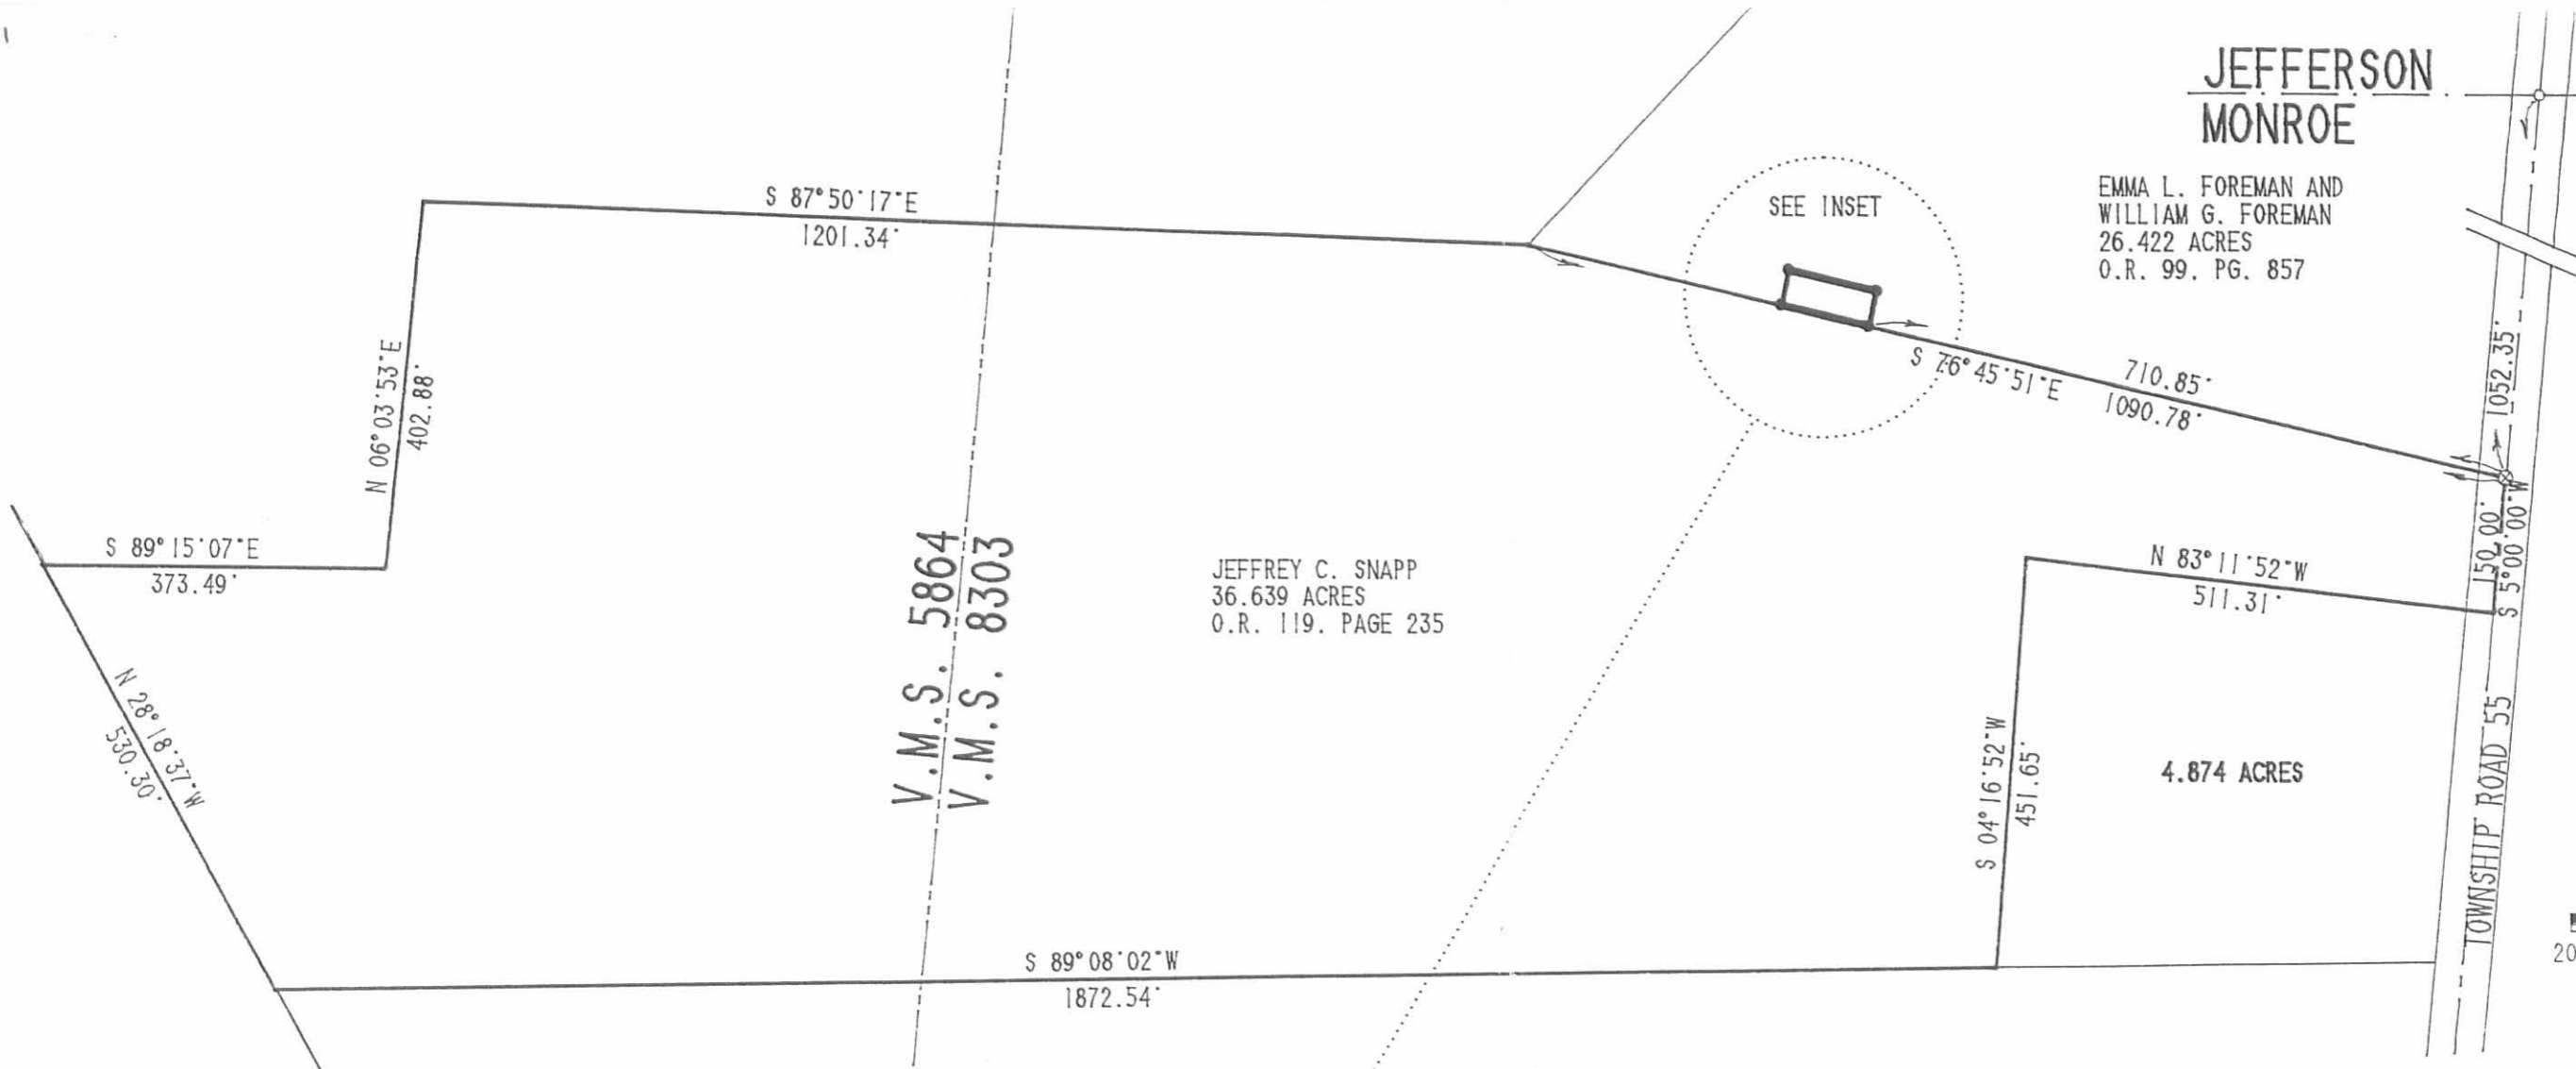 JEFFERSON
MONROE
EMMA L. FOREMAN AND
WILLIAM G. FOREMAN
26.422 ACRES
O.R. 99. PG. 857
SEE INSET
S 87°50'17"E
1201.34'
N 06°03'53"E
402.88'
S 89°15'07"E
373.49'
N 28°18'37"W
530.30'
V.M.S. 5864
V.M.S. 8303
JEFFREY C. SNAPP
36.639 ACRES
O.R. 119. PAGE 235
S 76°45'51"E
710.85'
1090.78'
1052.35'
150.00'
S 5°00'00"W
N 83°11'52"W
511.31'
S 04°16'52"W
451.65'
4.874 ACRES
TOWNSHIP ROAD 55
S 89°08'02"W
1872.54'
20